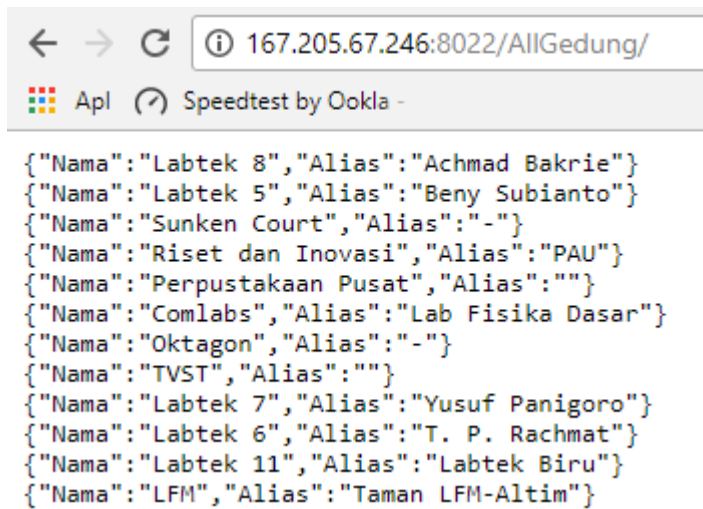 167.205.67.246:8022/AllGedung/
Apl Speedtest by Ookla -
{"Nama":"Labtek 8","Alias":"Achmad Bakrie"}
{"Nama":"Labtek 5","Alias":"Beny Subianto"}
{"Nama":"Sunken Court","Alias":"-"}
{"Nama":"Riset dan Inovasi","Alias":"PAU"}
{"Nama":"Perpustakaan Pusat","Alias":""}
{"Nama":"Comlabs","Alias":"Lab Fisika Dasar"}
{"Nama":"Oktagon","Alias":"-"}
{"Nama":"TVST","Alias":""}
{"Nama":"Labtek 7","Alias":"Yusuf Panigoro"}
{"Nama":"Labtek 6","Alias":"T. P. Rachmat"}
{"Nama":"Labtek 11","Alias":"Labtek Biru"}
{"Nama":"LFM","Alias":"Taman LFM-Altim"}